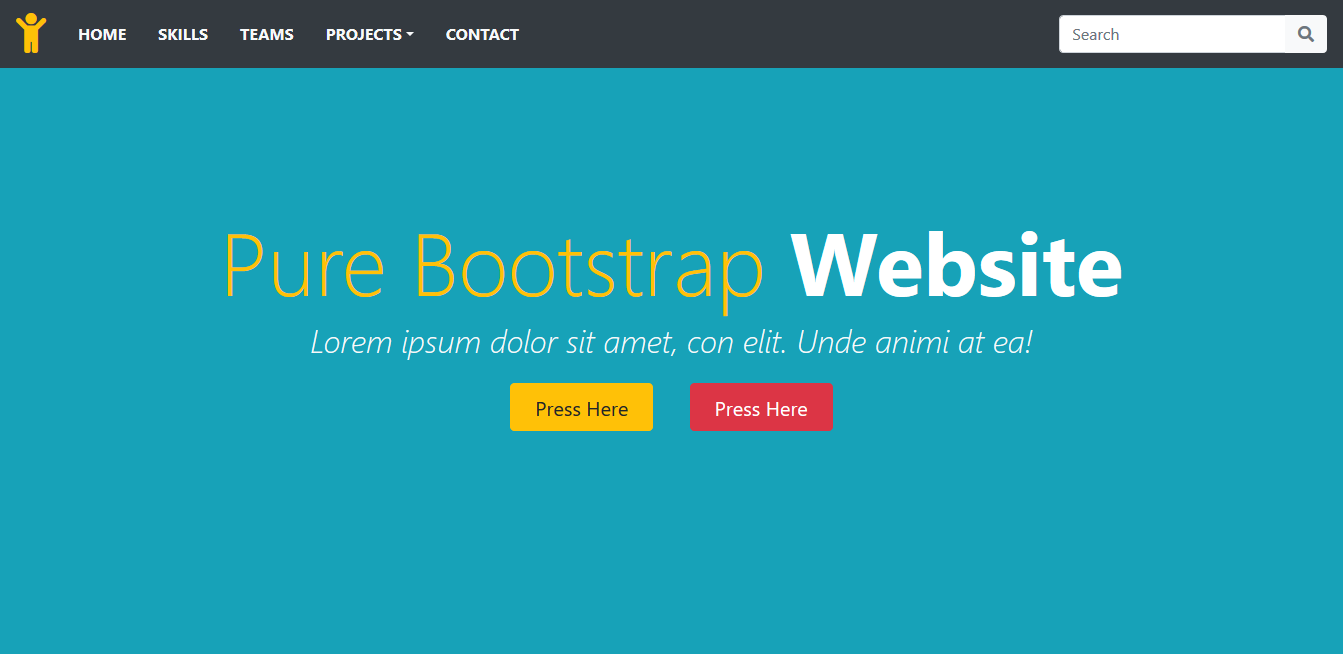 HOME SKILLS TEAMS PROJECTS CONTACT Search
Pure Bootstrap Website
Lorem ipsum dolor sit amet, con elit. Unde animi at ea!
Press Here Press Here